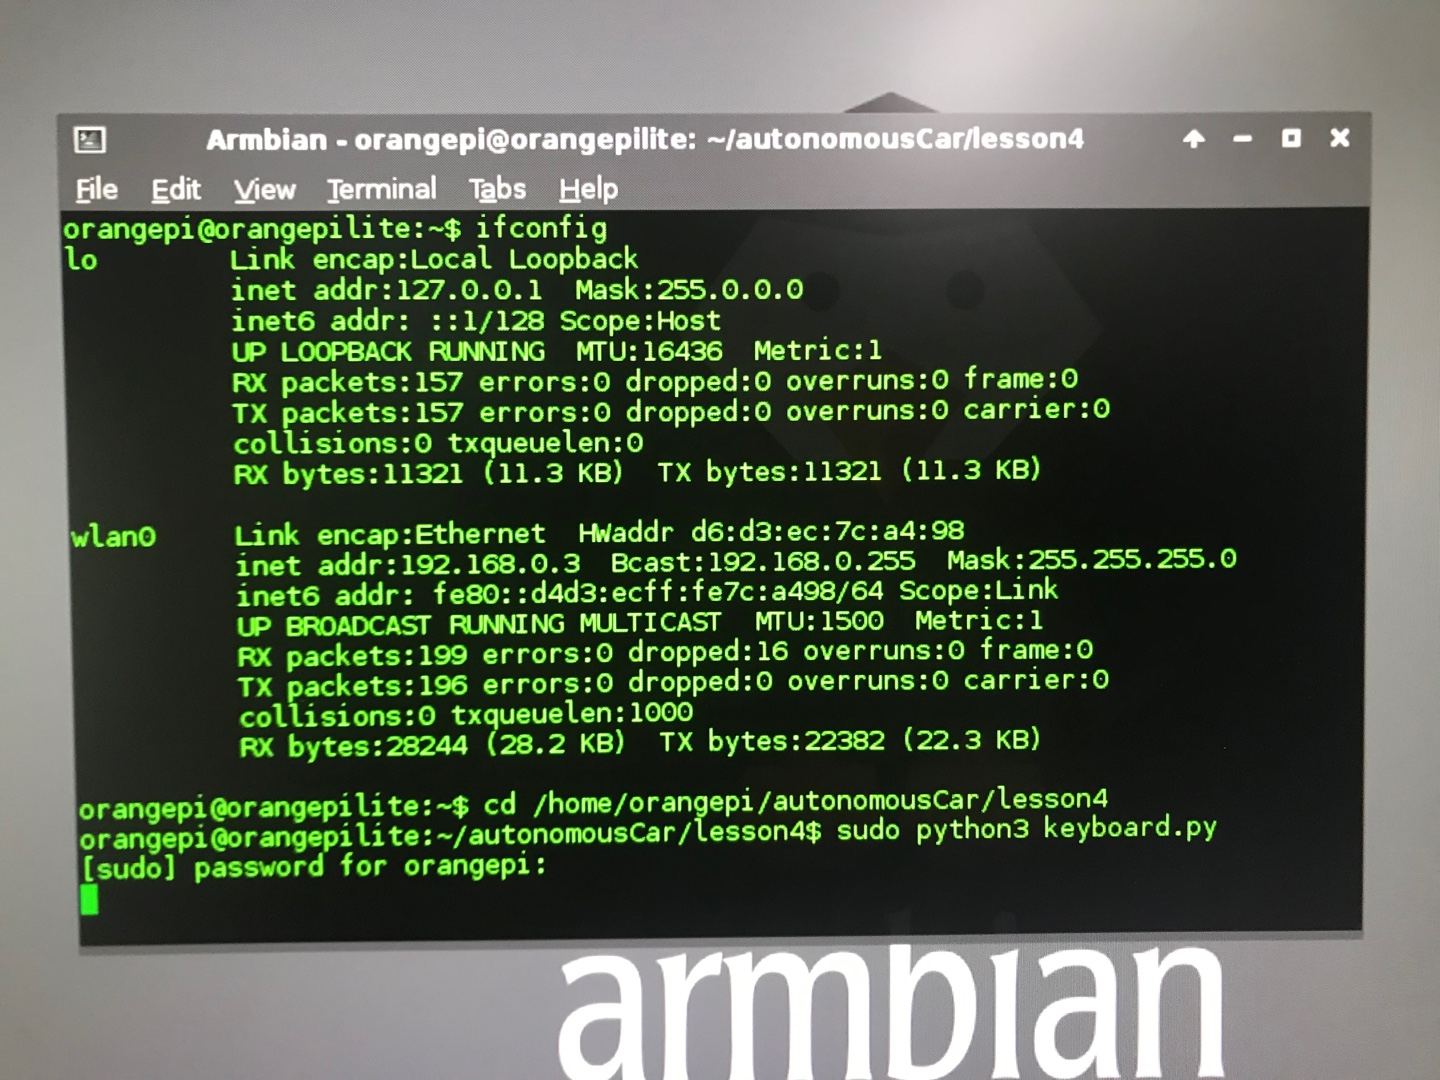 Armbian - orangepi@orangepilite: ~/autonomousCar/lesson4
File Edit View Terminal Tabs Help
orangepi@orangepilite:~$ ifconfig
lo        Link encap:Local Loopback
          inet addr:127.0.0.1  Mask:255.0.0.0
          inet6 addr: ::1/128 Scope:Host
          UP LOOPBACK RUNNING  MTU:16436  Metric:1
          RX packets:157 errors:0 dropped:0 overruns:0 frame:0
          TX packets:157 errors:0 dropped:0 overruns:0 carrier:0
          collisions:0 txqueuelen:0
          RX bytes:11321 (11.3 KB)  TX bytes:11321 (11.3 KB)
wlan0     Link encap:Ethernet  HWaddr d6:d3:ec:7c:a4:98
          inet addr:192.168.0.3  Bcast:192.168.0.255  Mask:255.255.255.0
          inet6 addr: fe80::d4d3:ecff:fe7c:a498/64 Scope:Link
          UP BROADCAST RUNNING MULTICAST  MTU:1500  Metric:1
          RX packets:199 errors:0 dropped:16 overruns:0 frame:0
          TX packets:196 errors:0 dropped:0 overruns:0 carrier:0
          collisions:0 txqueuelen:1000
          RX bytes:28244 (28.2 KB)  TX bytes:22382 (22.3 KB)
orangepi@orangepilite:~$ cd /home/orangepi/autonomousCar/lesson4
orangepi@orangepilite:~/autonomousCar/lesson4$ sudo python3 keyboard.py
[sudo] password for orangepi:
armbian